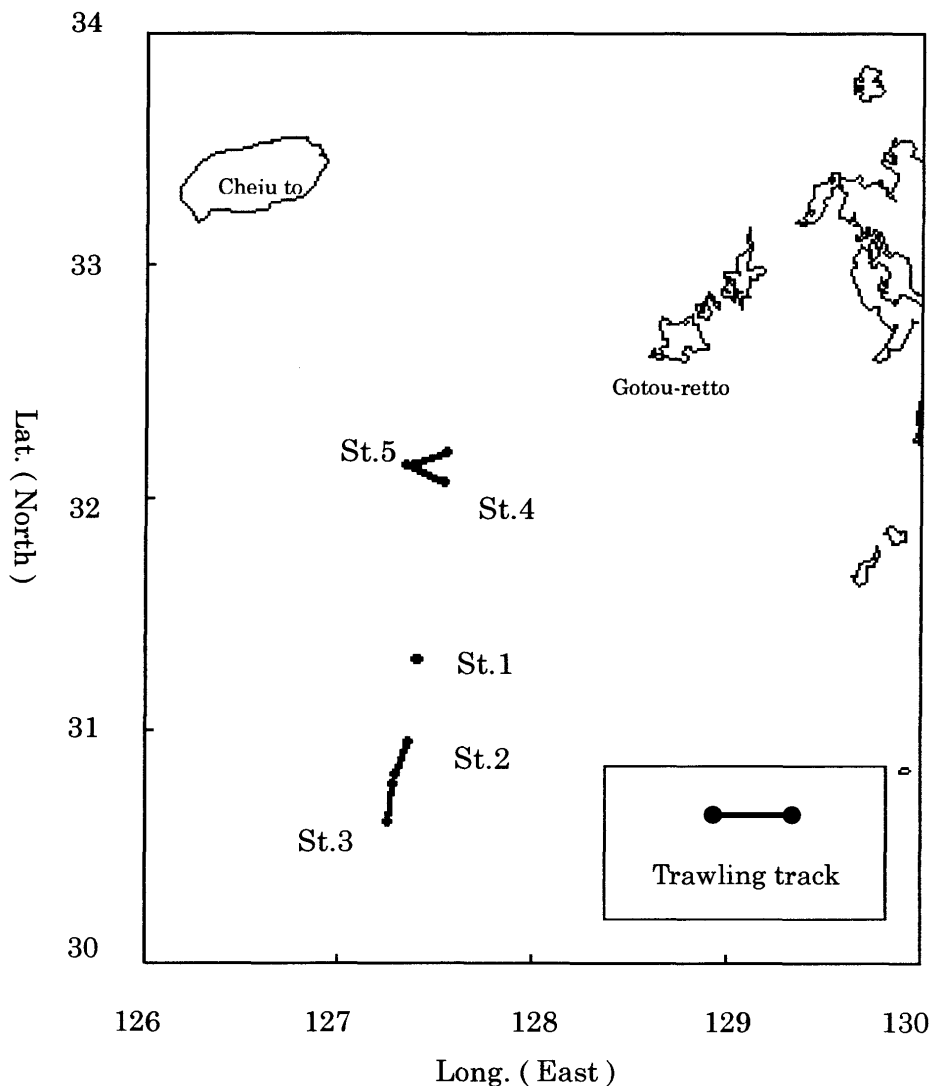 34
Cheiu to
33
Gotou-retto
St.5
32
St.4
Lat. ( North )
St.1
31
St.2
St.3
Trawling track
30
126 127 128 129 130
Long. ( East )